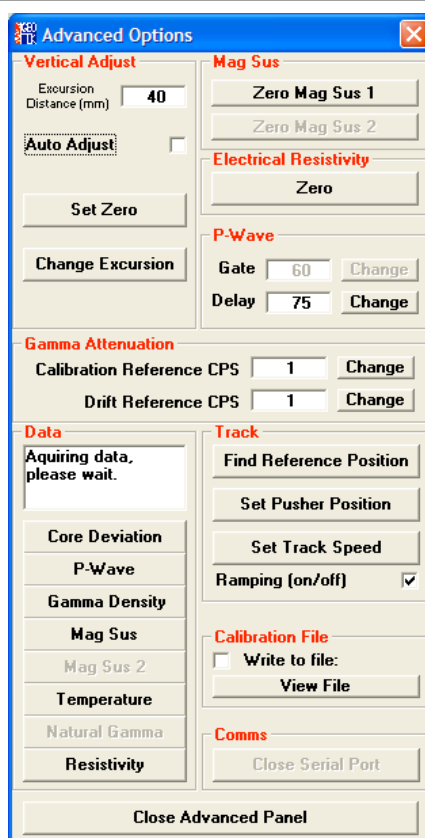 GEO
TEK
Advanced Options
Vertical Adjust
Excursion
Distance (mm)
40
Auto Adjust
Set Zero
Change Excursion
Mag Sus
Zero Mag Sus 1
Zero Mag Sus 2
Electrical Resistivity
Zero
P-Wave
Gate 60 Change
Delay 75 Change
Gamma Attenuation
Calibration Reference CPS 1 Change
Drift Reference CPS 1 Change
Data
Aquiring data,
please wait.
Core Deviation
P-Wave
Gamma Density
Mag Sus
Mag Sus 2
Temperature
Natural Gamma
Resistivity
Track
Find Reference Position
Set Pusher Position
Set Track Speed
Ramping (on/off)
Calibration File
Write to file:
View File
Comms
Close Serial Port
Close Advanced Panel